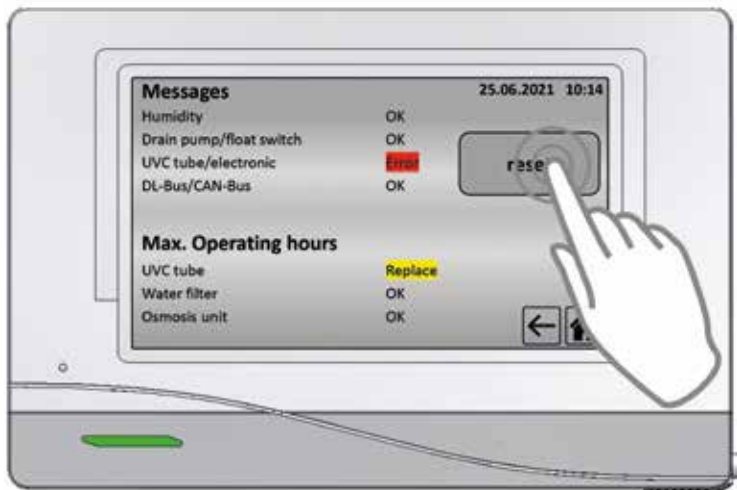 Messages 25.06.2021 10:14
Humidity OK
Drain pump/float switch OK
UVC tube/electronic Error
DL-Bus/CAN-Bus OK
rese
Max. Operating hours
UVC tube Replace
Water filter OK
Osmosis unit OK